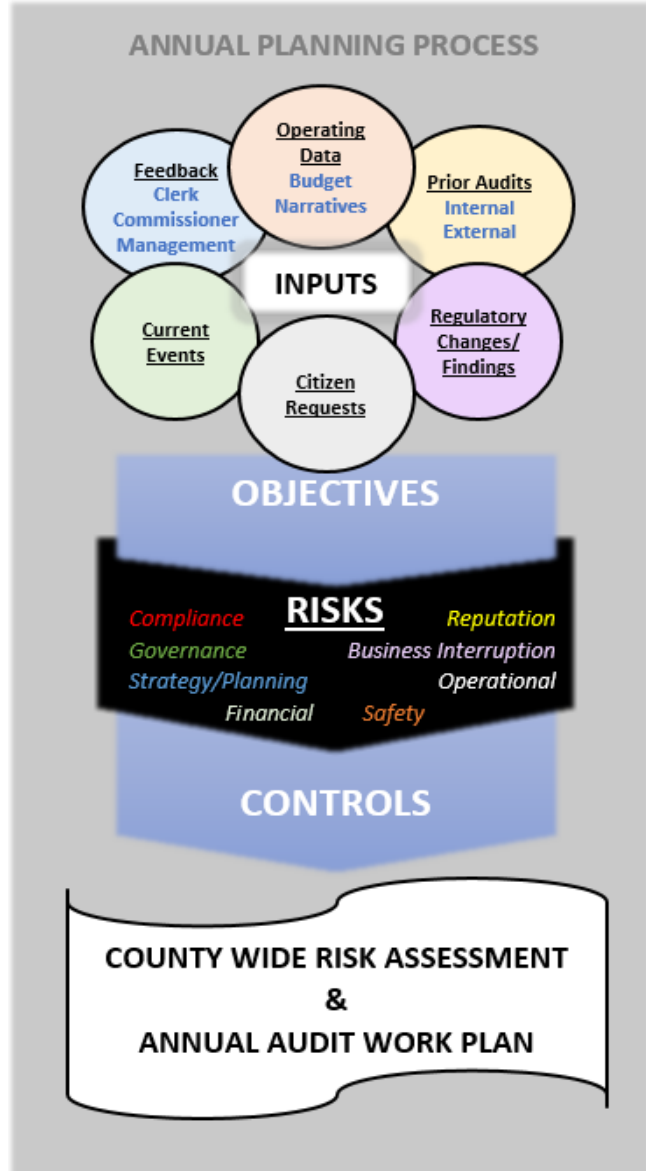 ANNUAL PLANNING PROCESS
Operating
Data
Budget
Narratives
Feedback
Clerk
Commissioner
Management
Prior Audits
Internal
External
INPUTS
Current
Events
Citizen
Requests
Regulatory
Changes/
Findings
OBJECTIVES
RISKS
Compliance
Reputation
Governance
Business Interruption
Strategy/Planning
Operational
Financial
Safety
CONTROLS
COUNTY WIDE RISK ASSESSMENT
&
ANNUAL AUDIT WORK PLAN